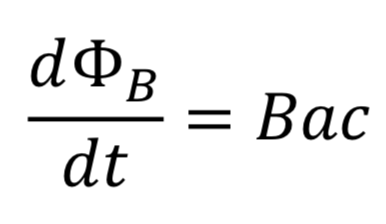 dΦ_B/dt = Bac